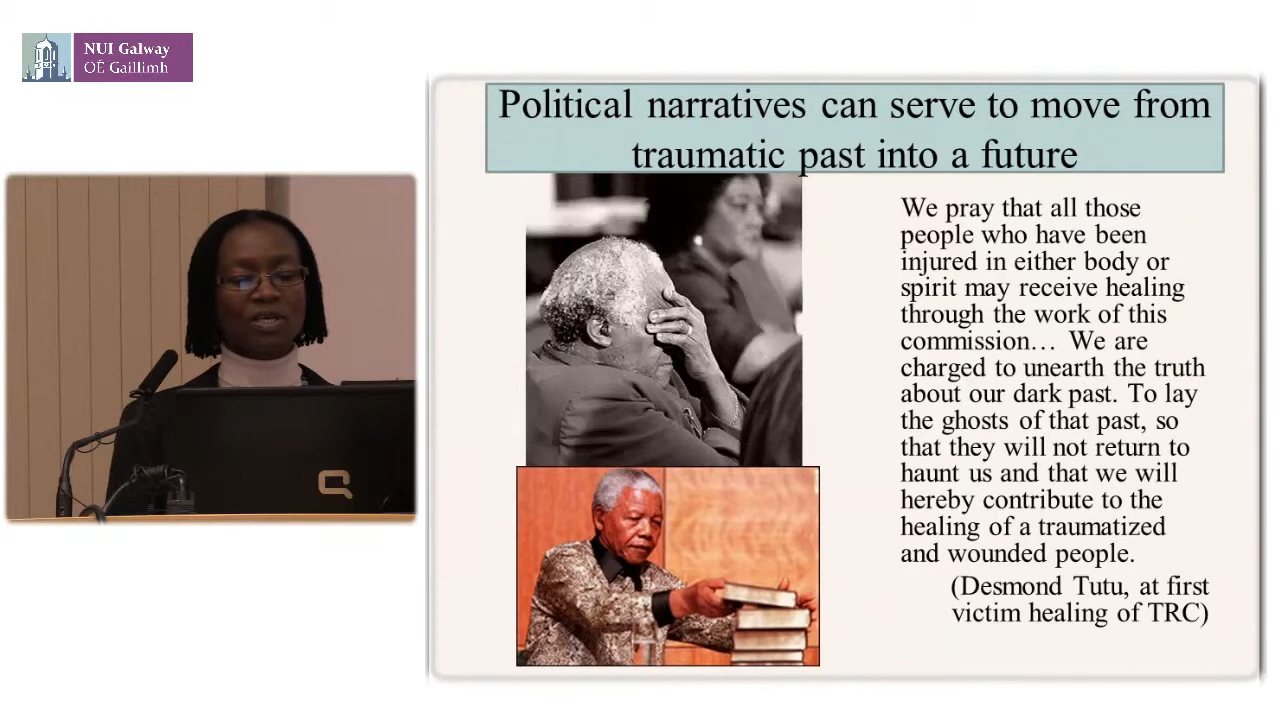 NUI Galway
OÉ Gaillimh
Political narratives can serve to move from
traumatic past into a future
We pray that all those
people who have been
injured in either body or
spirit may receive healing
through the work of this
commission… We are
charged to unearth the truth
about our dark past. To lay
the ghosts of that past, so
that they will not return to
haunt us and that we will
hereby contribute to the
healing of a traumatized
and wounded people.
(Desmond Tutu, at first
victim healing of TRC)